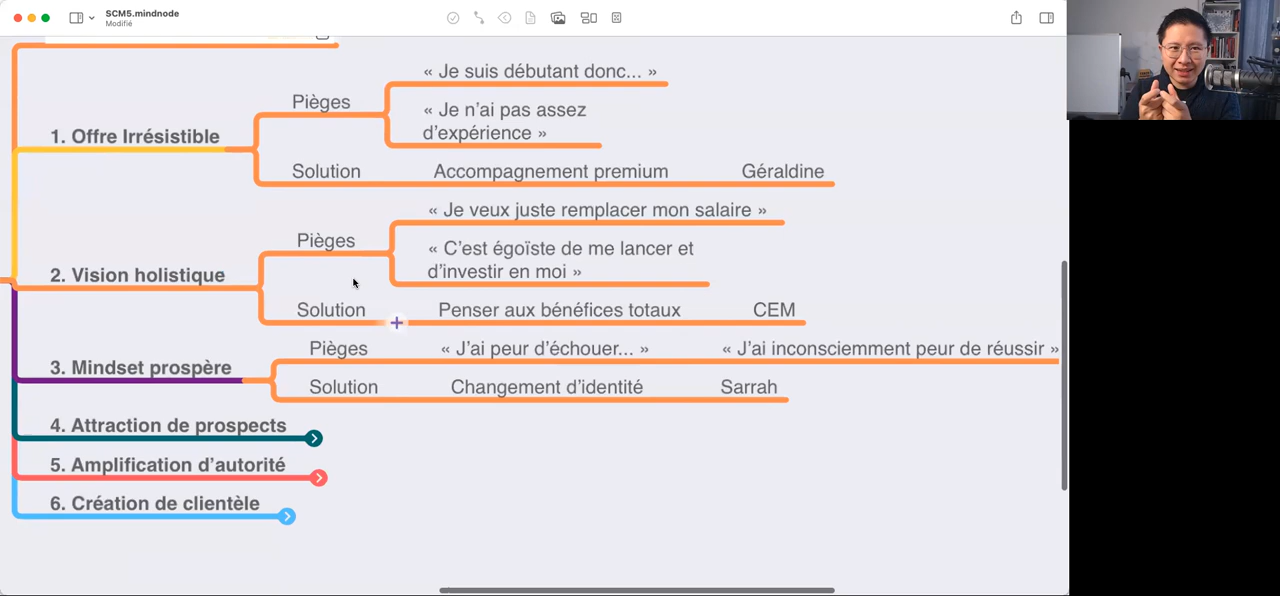 SCM5.mindnode
Modifié
« Je suis débutant donc... »
Pièges
« Je n’ai pas assez
d’expérience »
1. Offre Irrésistible
Solution
Accompagnement premium
Géraldine
« Je veux juste remplacer mon salaire »
Pièges
« C’est égoïste de me lancer et
d’investir en moi »
2. Vision holistique
Solution
Penser aux bénéfices totaux
CEM
Pièges
« J’ai peur d’échouer... »
« J’ai inconsciemment peur de réussir »
3. Mindset prospère
Solution
Changement d’identité
Sarrah
4. Attraction de prospects
5. Amplification d’autorité
6. Création de clientèle